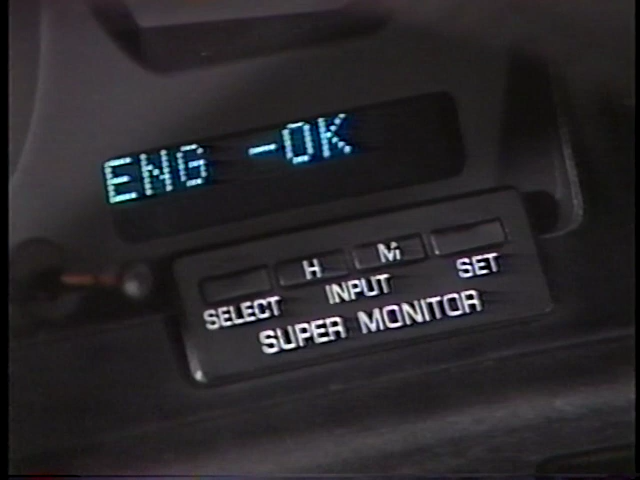 ENG -OK
H M
SELECT INPUT SET
SUPER MONITOR